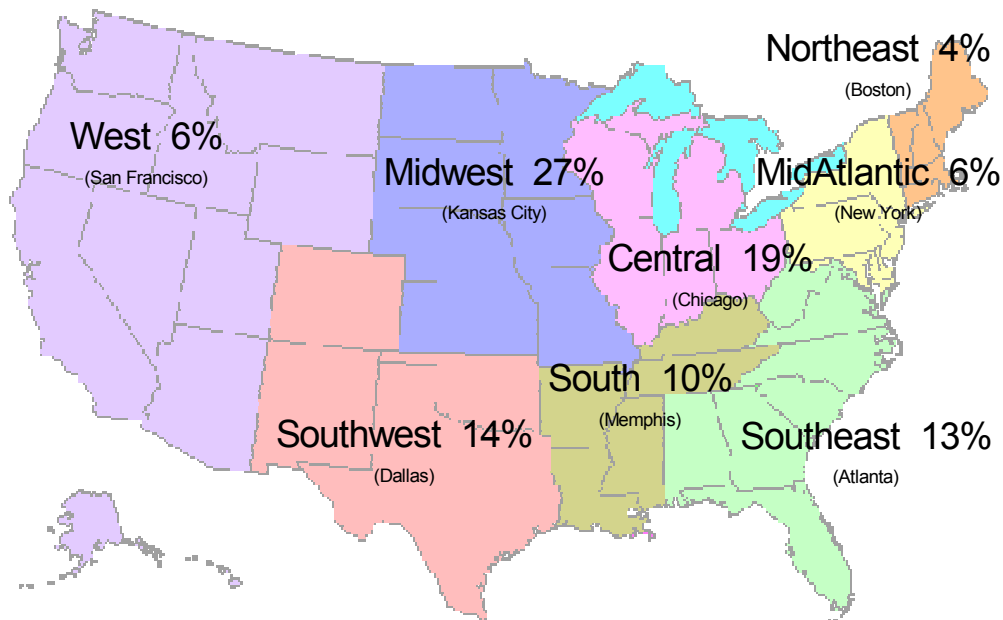 Northeast 4%
(Boston)
West 6%
(San Francisco)
Midwest 27%
(Kansas City)
MidAtlantic 6%
(New York)
Central 19%
(Chicago)
South 10%
(Memphis)
Southwest 14%
(Dallas)
Southeast 13%
(Atlanta)